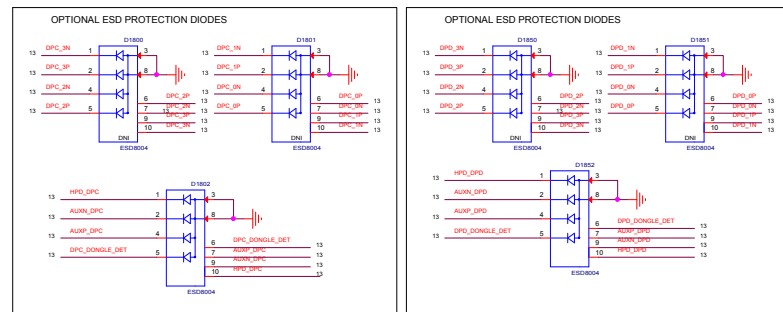 OPTIONAL ESD PROTECTION DIODES
D1800
13 DPC_3N 1 3
13 DPC_3P 2 8
13 DPC_2N 4
13 DPC_2P 5
6 DPC_2P 13
7 DPC_2N 13
9 DPC_3P 13
10 DPC_3N 13
DNI
ESD8004
D1801
13 DPC_1N 1 3
13 DPC_1P 2 8
13 DPC_0N 4
13 DPC_0P 5
6 DPC_0P 13
7 DPC_0N 13
9 DPC_1P 13
10 DPC_1N 13
DNI
ESD8004
D1802
13 HPD_DPC 1 3
13 AUXN_DPC 2 8
13 AUXP_DPC 4
13 DPC_DONGLE_DET 5
6 DPC_DONGLE_DET 13
7 AUXP_DPC 13
9 AUXN_DPC 13
10 HPD_DPC 13
ESD8004
OPTIONAL ESD PROTECTION DIODES
D1850
13 DPD_3N 1 3
13 DPD_3P 2 8
13 DPD_2N 4
13 DPD_2P 5
6 DPD_2P 13
7 DPD_2N 13
9 DPD_3P 13
10 DPD_3N 13
DNI
ESD8004
D1851
13 DPD_1N 1 3
13 DPD_1P 2 8
13 DPD_0N 4
13 DPD_0P 5
6 DPD_0P 13
7 DPD_0N 13
9 DPD_1P 13
10 DPD_1N 13
DNI
ESD8004
D1852
13 HPD_DPD 1 3
13 AUXN_DPD 2 8
13 AUXP_DPD 4
13 DPD_DONGLE_DET 5
6 DPD_DONGLE_DET 13
7 AUXP_DPD 13
9 AUXN_DPD 13
10 HPD_DPD 13
ESD8004